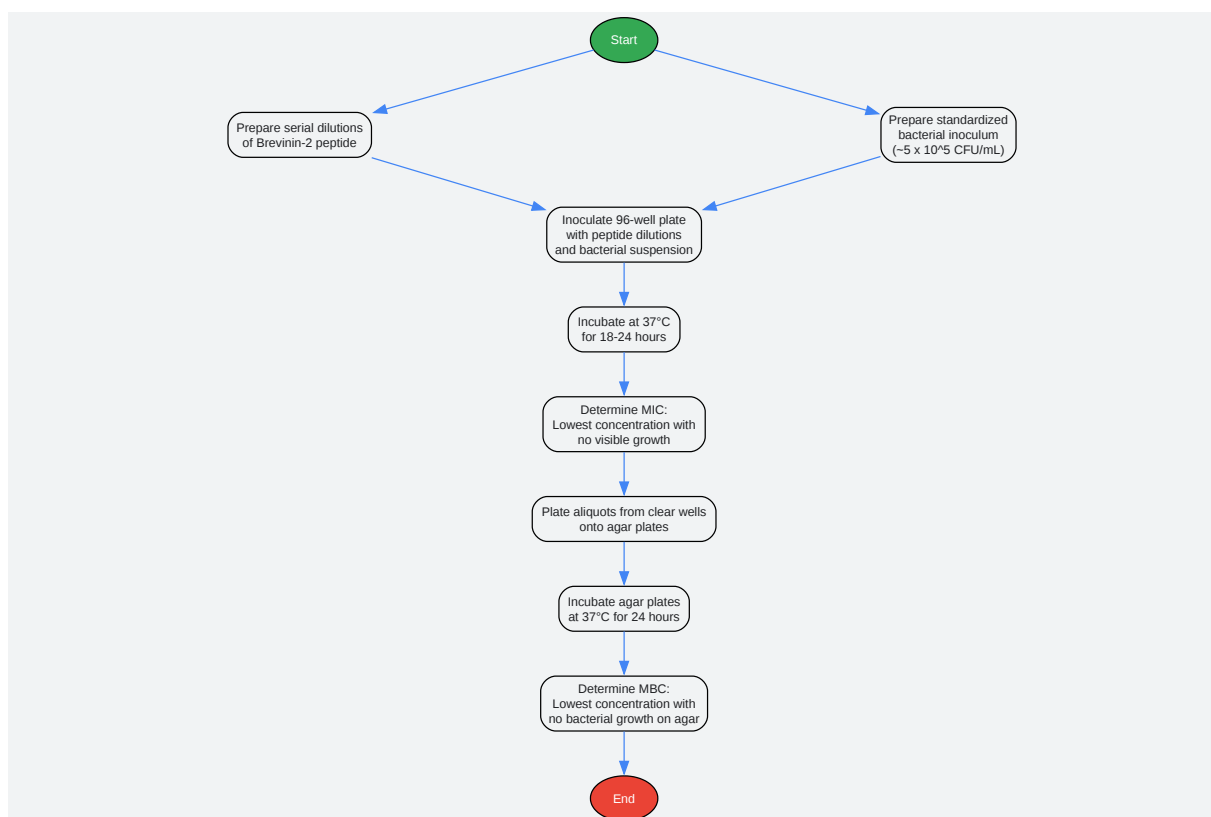 Start
Prepare serial dilutions
of Brevinin-2 peptide
Prepare standardized
bacterial inoculum
(~5 x 10^5 CFU/mL)
Inoculate 96-well plate
with peptide dilutions
and bacterial suspension
Incubate at 37°C
for 18-24 hours
Determine MIC:
Lowest concentration with
no visible growth
Plate aliquots from clear wells
onto agar plates
Incubate agar plates
at 37°C for 24 hours
Determine MBC:
Lowest concentration with
no bacterial growth on agar
End